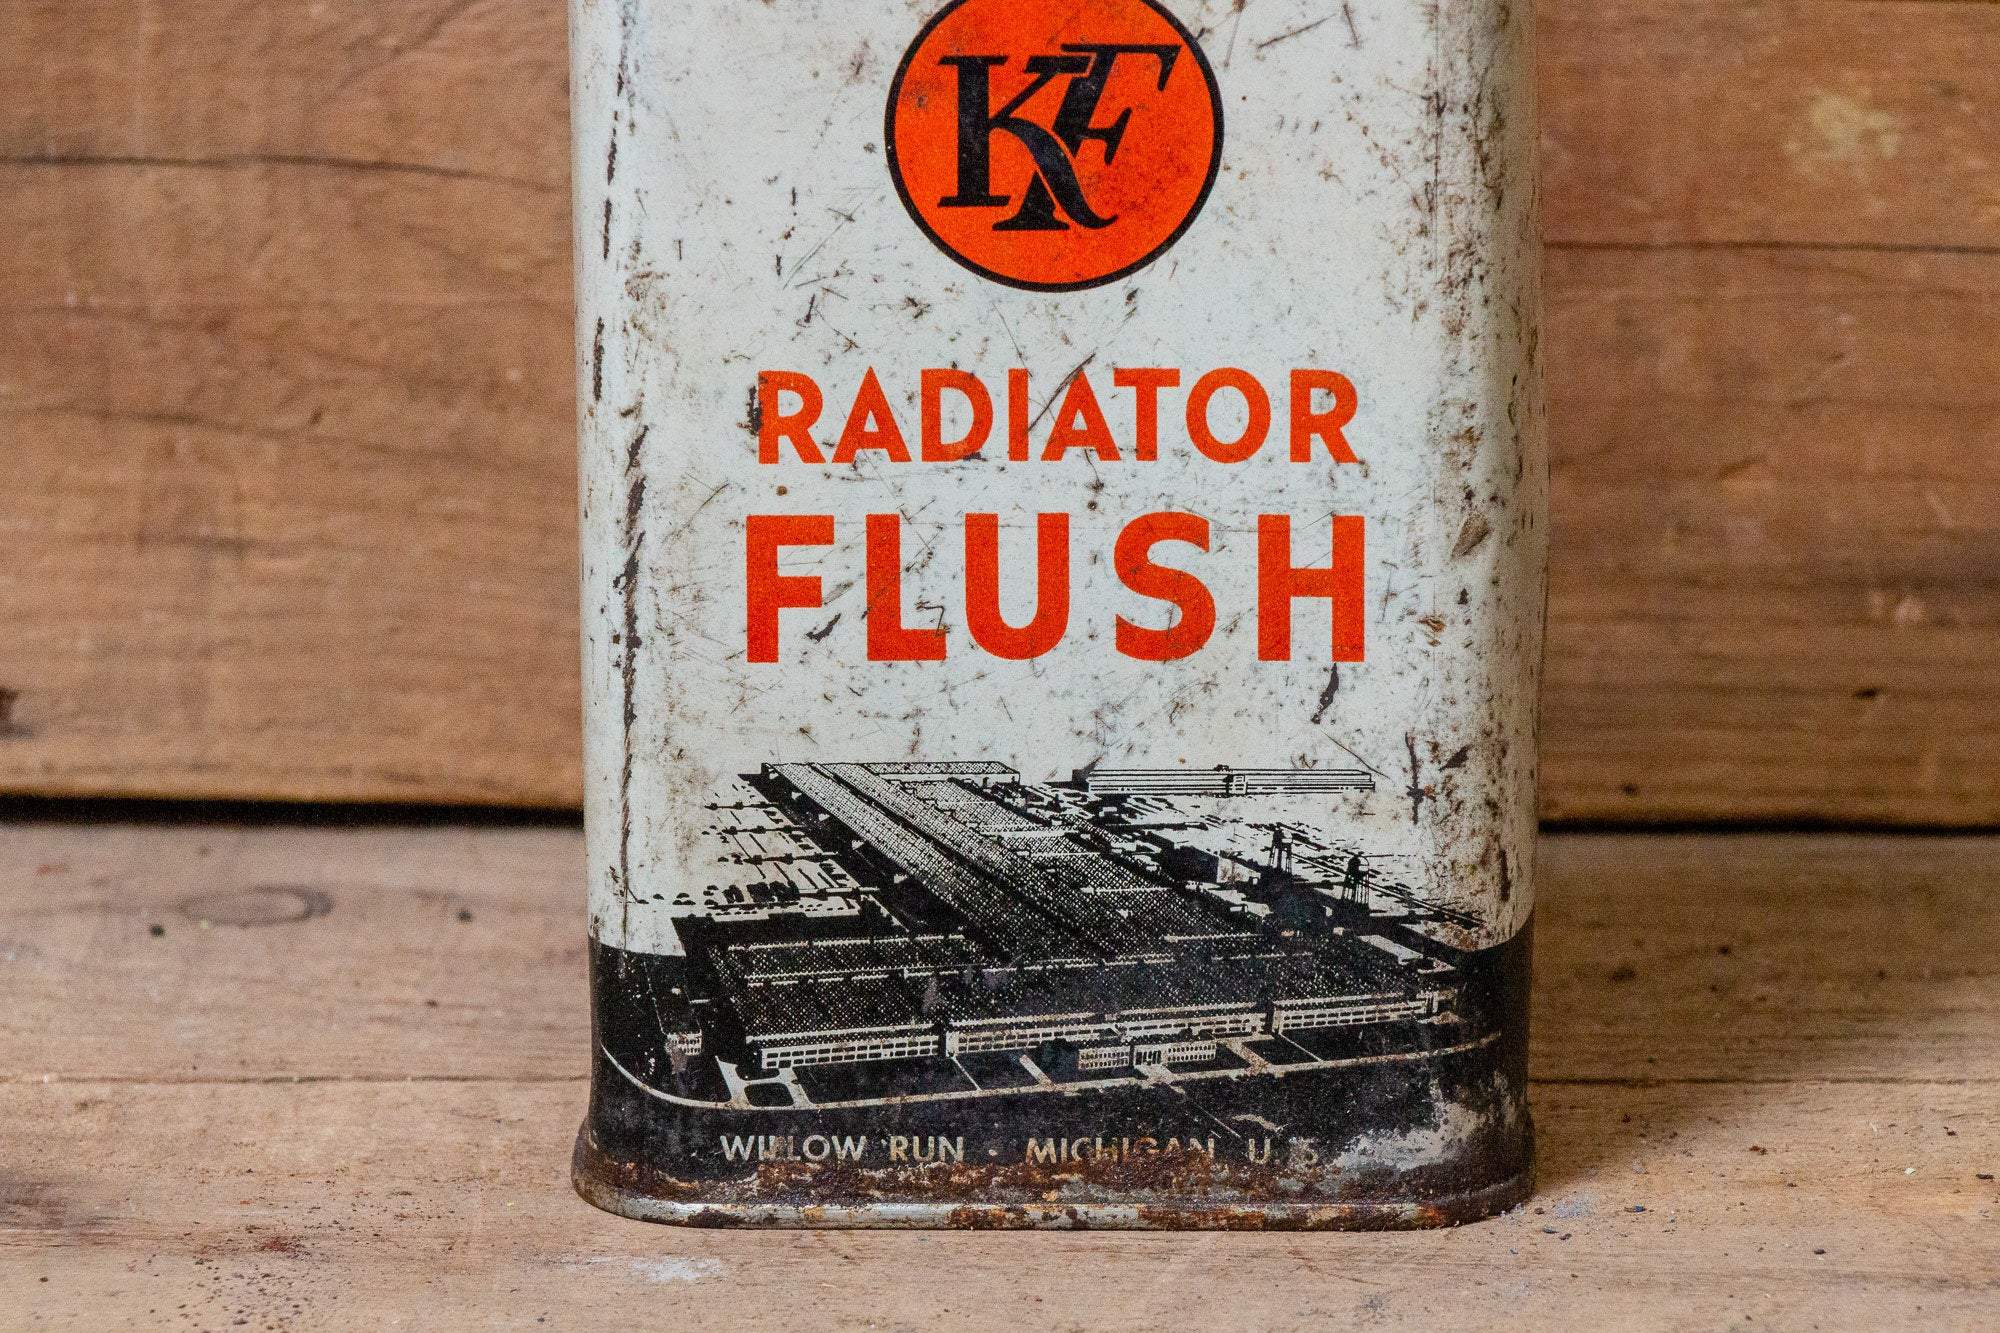 KF
RADIATOR
FLUSH
WILLOW RUN · MICHIGAN, U. S.